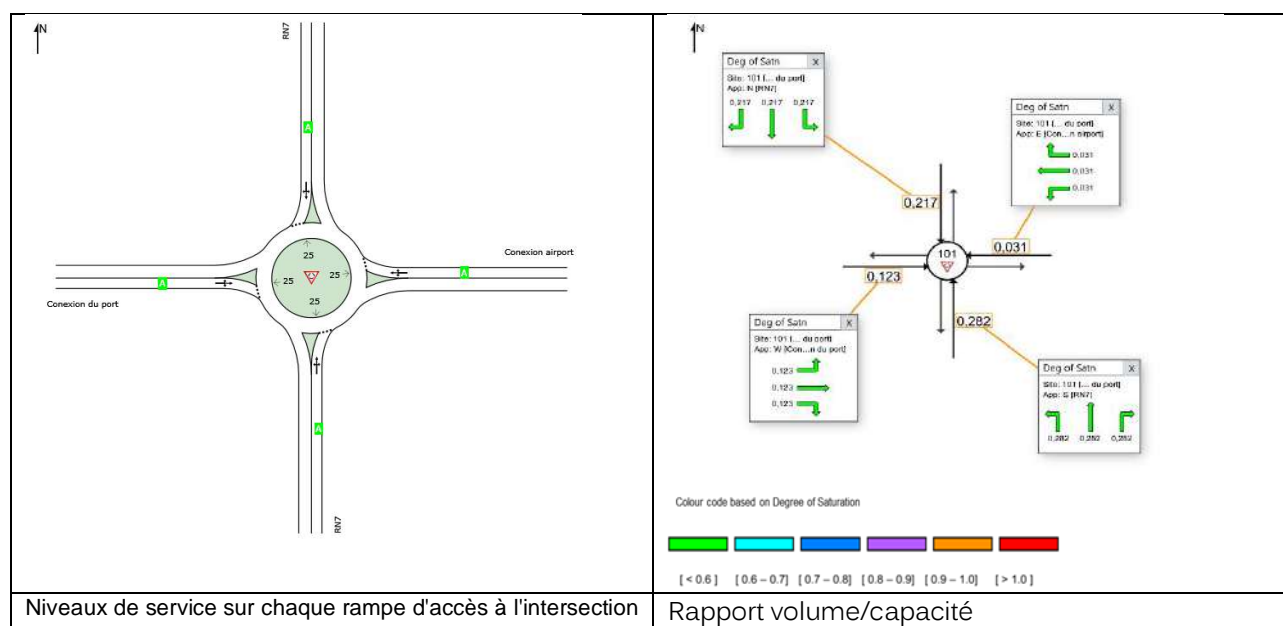 N
RN7
A
Conexion airport
25
25
25
25
A
A
Conexion du port
A
RN7
Niveaux de service sur chaque rampe d'accès à l'intersection
N
Deg of Satn X
Site: 101 [... du port]
App: N [RN7]
0,217 0,217 0,217
Deg of Satn X
Site: 101 [... du port]
App: E [Con...n airport]
0,031
0,031
0,031
0,217
101
0,031
0,123
0,282
Deg of Satn X
Site: 101 [... du port]
App: W [Con...n du port]
0,123
0,123
0,123
Deg of Satn X
Site: 101 [... du port]
App: S [RN7]
0,282 0,282 0,282
Colour code based on Degree of Saturation
[ < 0.6 ] [ 0.6 – 0.7] [ 0.7 – 0.8] [ 0.8 – 0.9] [ 0.9 – 1.0] [ > 1.0 ]
Rapport volume/capacité